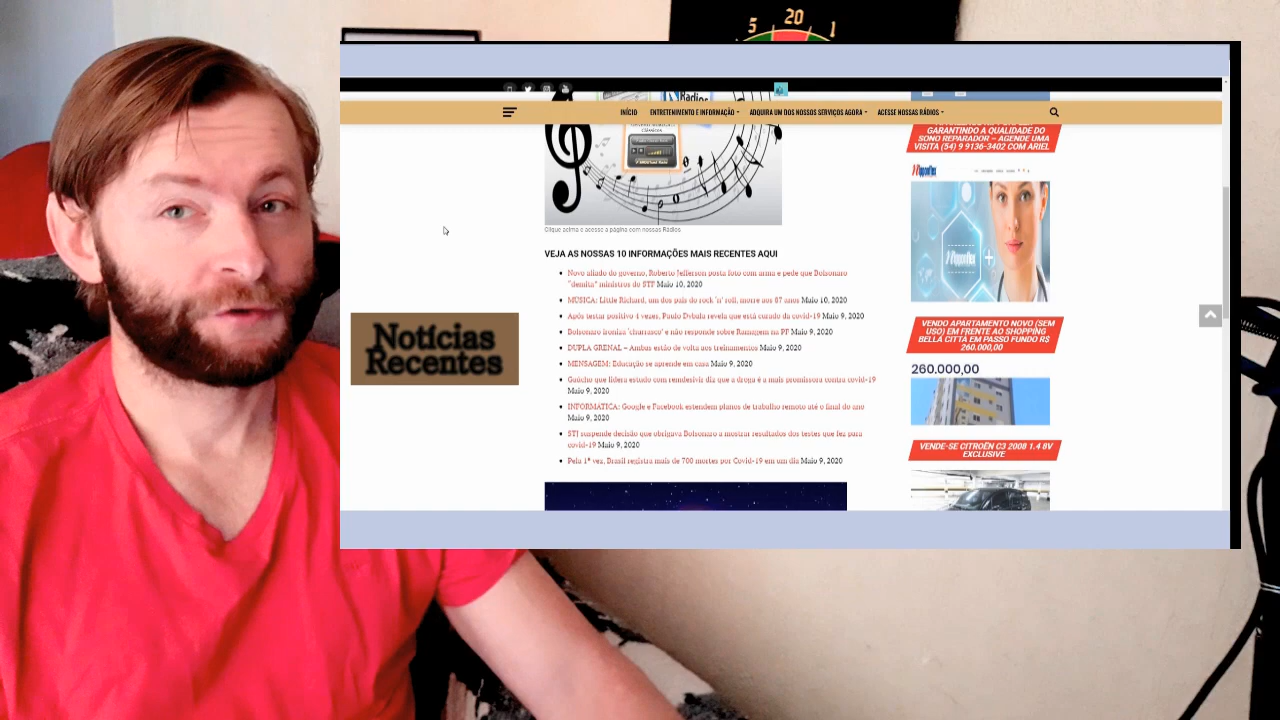 5 20 1
INÍCIO ENTRETENIMENTO E INFORMAÇÃO ADQUIRA UM DOS NOSSOS SERVIÇOS AGORA ACESSE NOSSAS RÁDIOS
Clássicos
Clique acima e acesse a página com nossas Rádios
VEJA AS NOSSAS 10 INFORMAÇÕES MAIS RECENTES AQUI
Novo aliado do governo, Roberto Jefferson posta foto com arma e pede que Bolsonaro
"demita" ministros do STF Maio 10, 2020
MÚSICA: Little Richard, um dos pais do rock 'n' roll, morre aos 87 anos Maio 10, 2020
Após testar positivo 4 vezes, Paulo Dybala revela que está curado da covid-19 Maio 9, 2020
Bolsonaro ironiza 'churrasco' e não responde sobre Ramagem na PF Maio 9, 2020
DUPLA GRENAL – Ambus estão de volta aos treinamentos Maio 9, 2020
MENSAGEM: Educação se aprende em casa Maio 9, 2020
Gaúcho que lidera estudo com remdesivir diz que a droga é a mais promissora contra covid-19
Maio 9, 2020
INFORMÁTICA: Google e Facebook estendem planos de trabalho remoto até o final do ano
Maio 9, 2020
STJ suspende decisão que obrigava Bolsonaro a mostrar resultados dos testes que fez para
covid-19 Maio 9, 2020
Pela 1ª vez, Brasil registra mais de 700 mortes por Covid-19 em um dia Maio 9, 2020
Notícias
Recentes
GARANTINDO A QUALIDADE DO
SONO REPARADOR – AGENDE UMA
VISITA (54) 9 9136-3402 COM ARIEL
Nipponflex
Nipponflex
VENDO APARTAMENTO NOVO (SEM
USO) EM FRENTE AO SHOPPING
BELLA CITTÀ EM PASSO FUNDO R$
260.000,00
260.000,00
VENDE-SE CITROËN C3 2008 1.4 8V
EXCLUSIVE